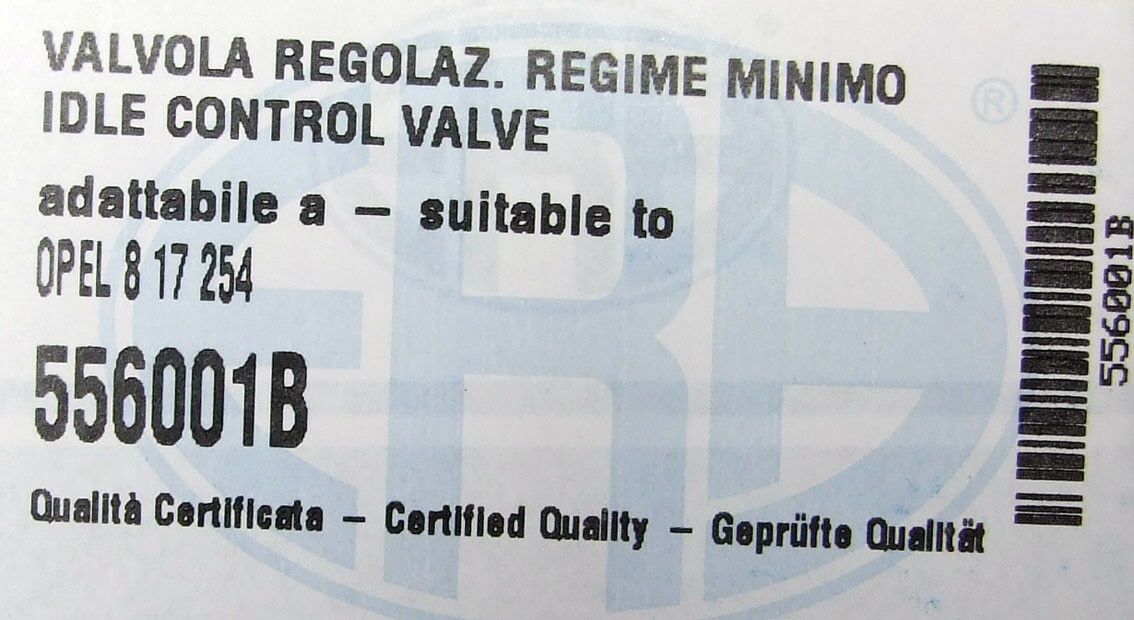 VALVOLA REGOLAZ. REGIME MINIMO
IDLE CONTROL VALVE
adattabile a – suitable to
OPEL 8 17 254
556001B
Qualità Certificata – Certified Quality – Geprüfte Qualität
556001B
ERA
®